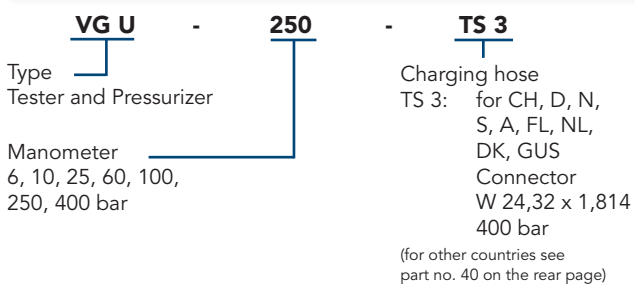 VG U - 250 - TS 3
Type
Tester and Pressurizer
Manometer
6, 10, 25, 60, 100,
250, 400 bar
Charging hose
TS 3: for CH, D, N,
S, A, FL, NL,
DK, GUS
Connector
W 24,32 x 1,814
400 bar
(for other countries see
part no. 40 on the rear page)